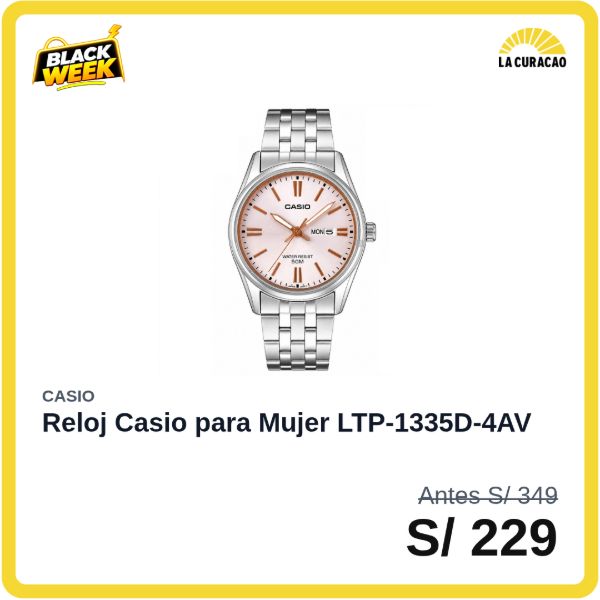 BLACK
WEEK
LA CURACAO
CASIO
MON 5
WATER RESIST
50M
CASIO
Reloj Casio para Mujer LTP-1335D-4AV
Antes S/ 349
S/ 229